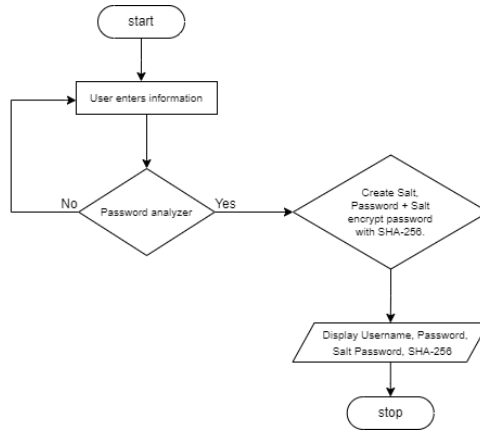 start
User enters information
No
Password analyzer
Yes
Create Salt,
Password + Salt
encrypt password
with SHA-256.
Display Username, Password,
Salt Password, SHA-256
stop